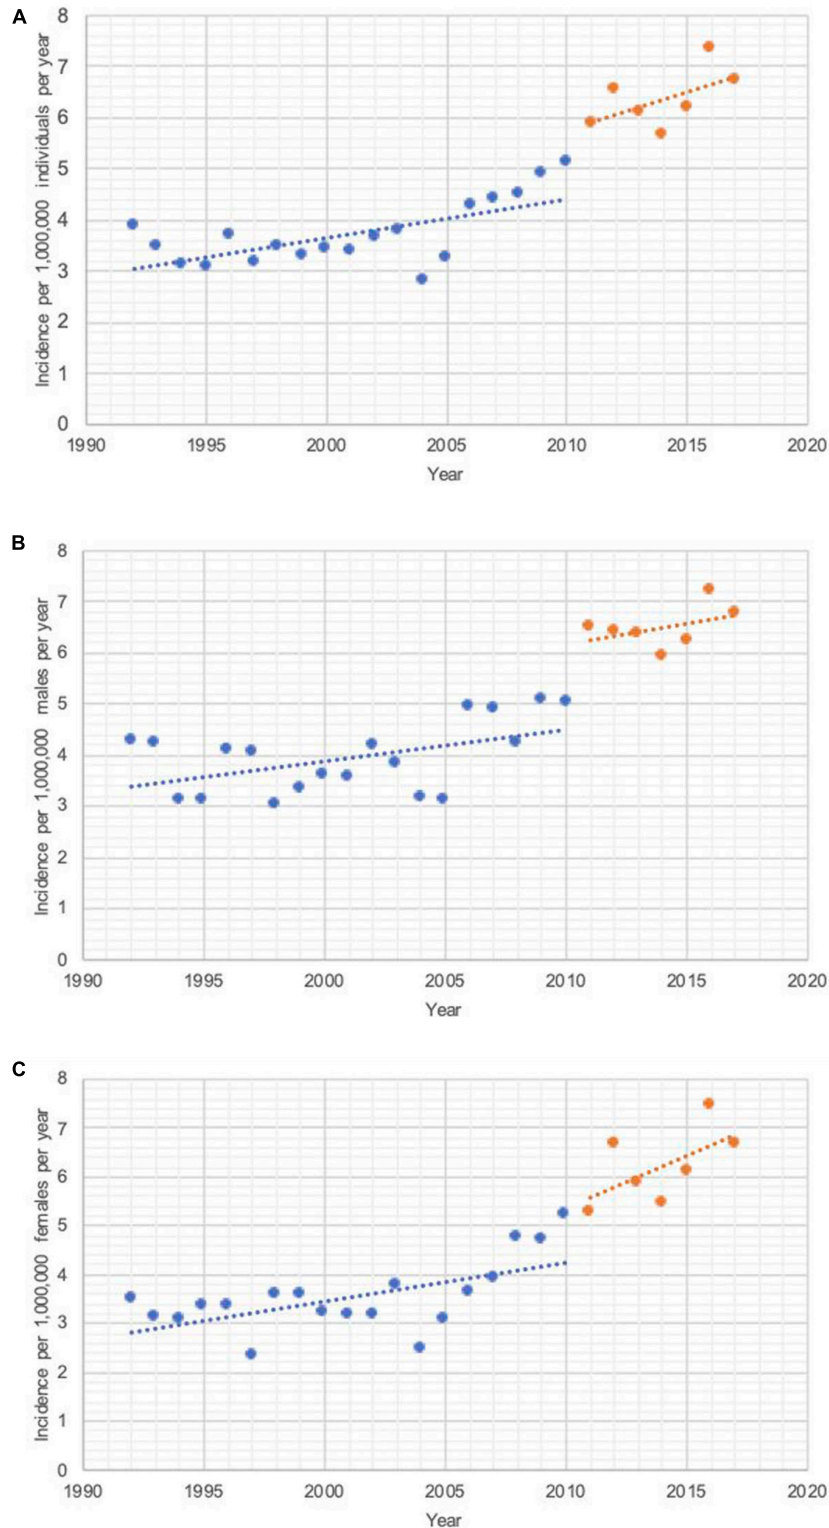 A
Incidence per 1,000,000 individuals per year
8
7
6
5
4
3
2
1
0
1990 1995 2000 2005 2010 2015 2020
Year
B
Incidence per 1,000,000 males per year
8
7
6
5
4
3
2
1
0
1990 1995 2000 2005 2010 2015 2020
Year
C
Incidence per 1,000,000 females per year
8
7
6
5
4
3
2
1
0
1990 1995 2000 2005 2010 2015 2020
Year